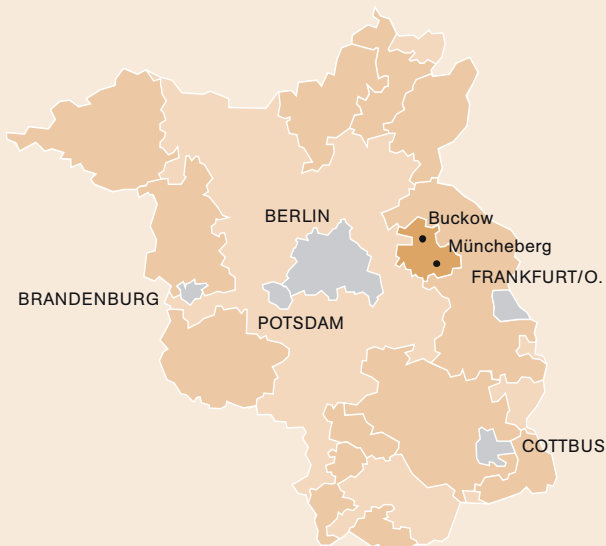 BERLIN
Buckow
Müncheberg
FRANKFURT/O.
BRANDENBURG
POTSDAM
COTTBUS